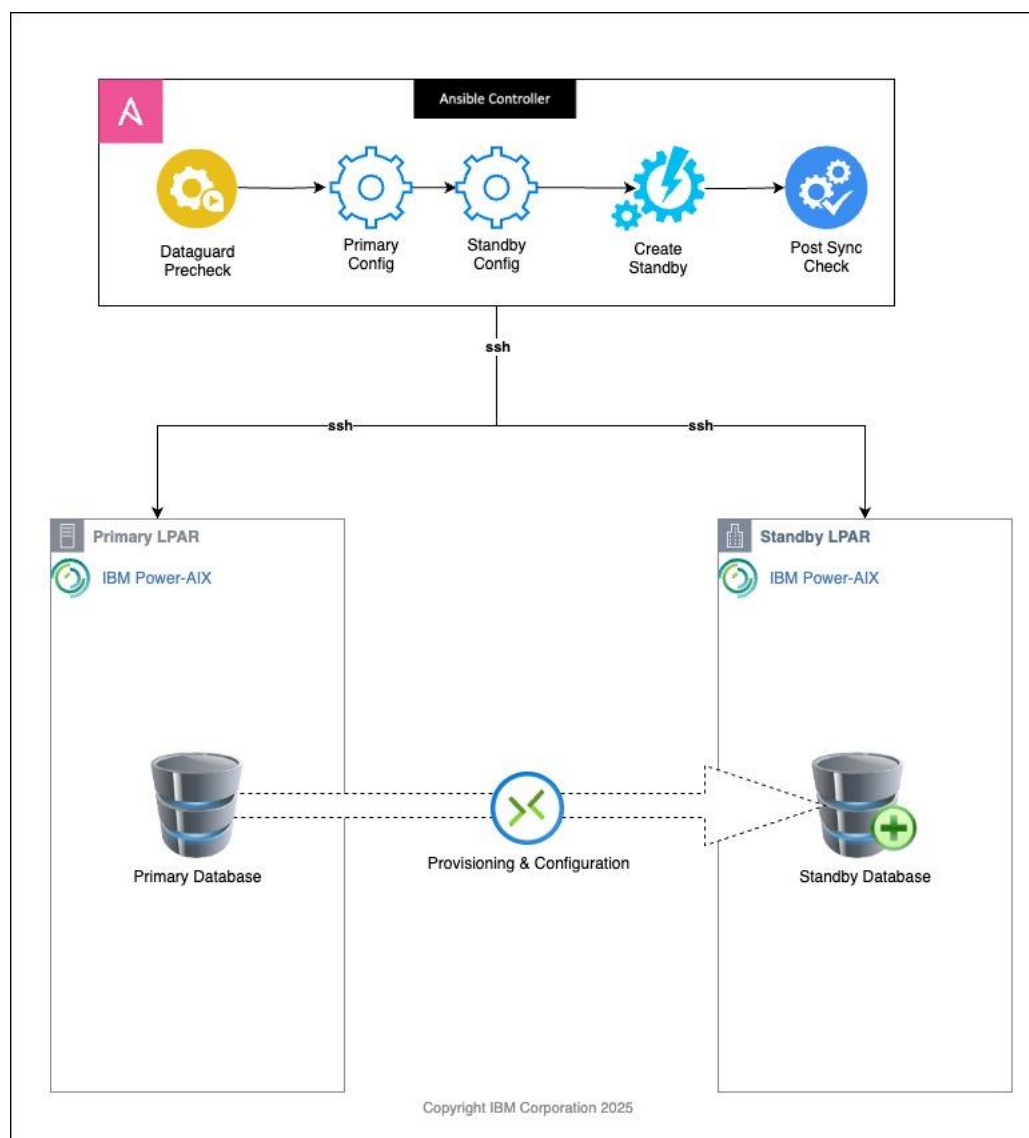 Ansible Controller
Dataguard
Precheck
Primary
Config
Standby
Config
Create
Standby
Post Sync
Check
ssh
ssh
ssh
Primary LPAR
IBM Power-AIX
Standby LPAR
IBM Power-AIX
Primary Database
Provisioning & Configuration
Standby Database
Copyright IBM Corporation 2025